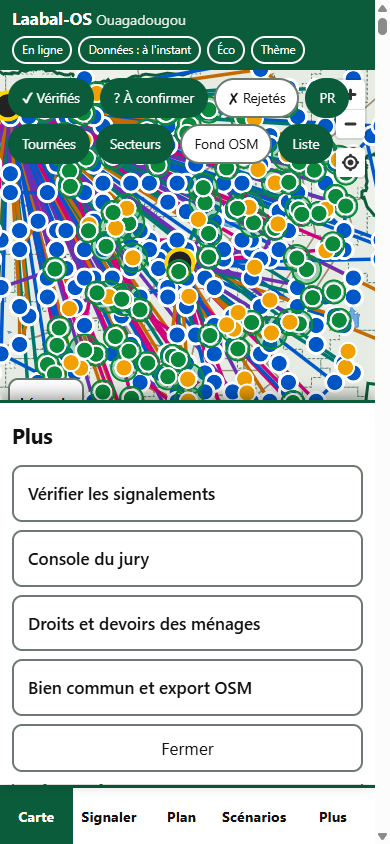 Laabal-OS Ouagadougou
En ligne
Données : à l'instant
Éco
Thème
✓ Vérifiés
? À confirmer
✗ Rejetés
PR
+
Tournées
Secteurs
Fond OSM
Liste
−
Plus
Vérifier les signalements
Console du jury
Droits et devoirs des ménages
Bien commun et export OSM
Fermer
Carte
Signaler
Plan
Scénarios
Plus